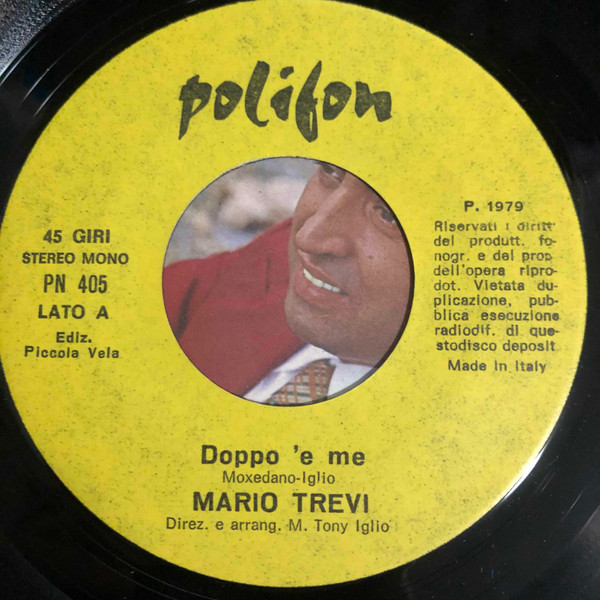 polifon
45 GIRI
STEREO MONO
PN 405
LATO A
Ediz.
Piccola Vela
P. 1979
Riservati i diritt
del produtt. fo-
nogr. e del prop
dell'opera ripro-
dot. Vietata du-
plicazione, pub-
blica esecuzione
radiodif. di que-
stodisco deposit
Made in Italy
Doppo 'e me
Moxedano-Iglio
MARIO TREVI
Direz. e arrang. M. Tony Iglio